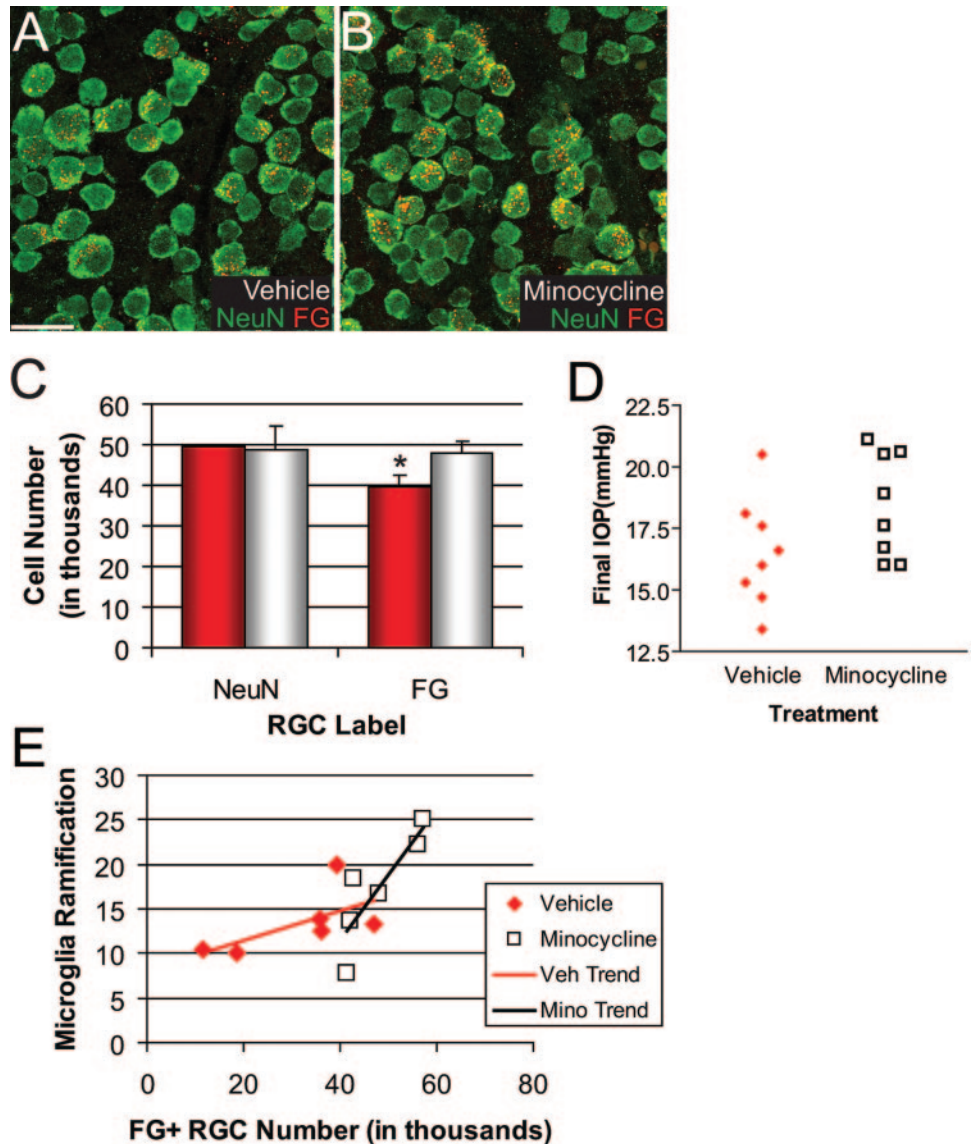 A
B
Vehicle
NeuN FG
Minocycline
NeuN FG
C
Cell Number
(in thousands)
60
50
40
30
20
10
0
*
NeuN
FG
RGC Label
D
Final IOP(mmHg)
22.5
20.0
17.5
15.0
12.5
Vehicle
Minocycline
Treatment
E
Microglia Ramification
30
25
20
15
10
5
0
0
20
40
60
80
FG+ RGC Number (in thousands)
Vehicle
Minocycline
Veh Trend
Mino Trend